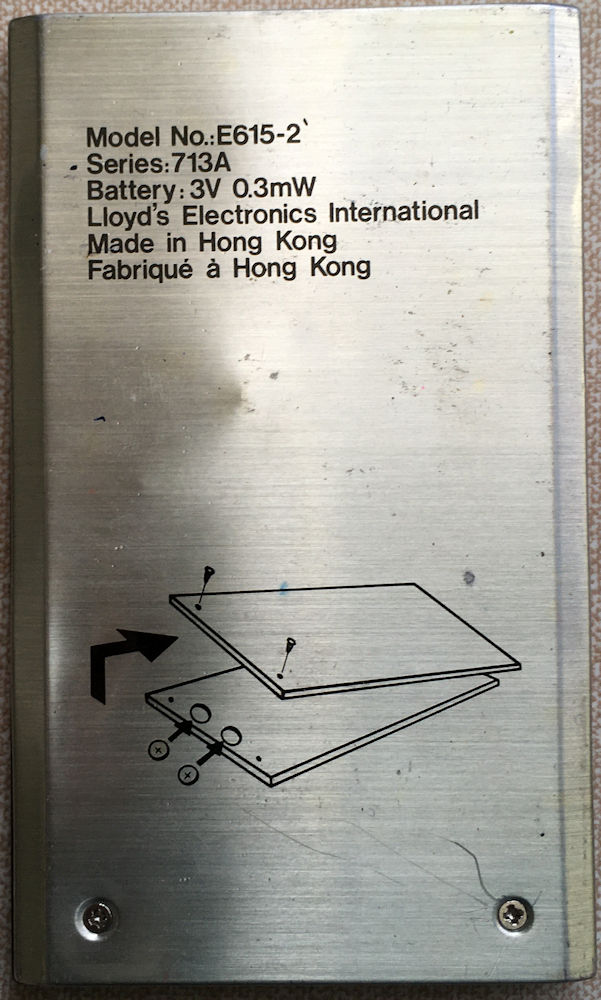 Model No.:E615-2
Series:713A
Battery: 3V 0.3mW
Lloyd's Electronics International
Made in Hong Kong
Fabriqué à Hong Kong